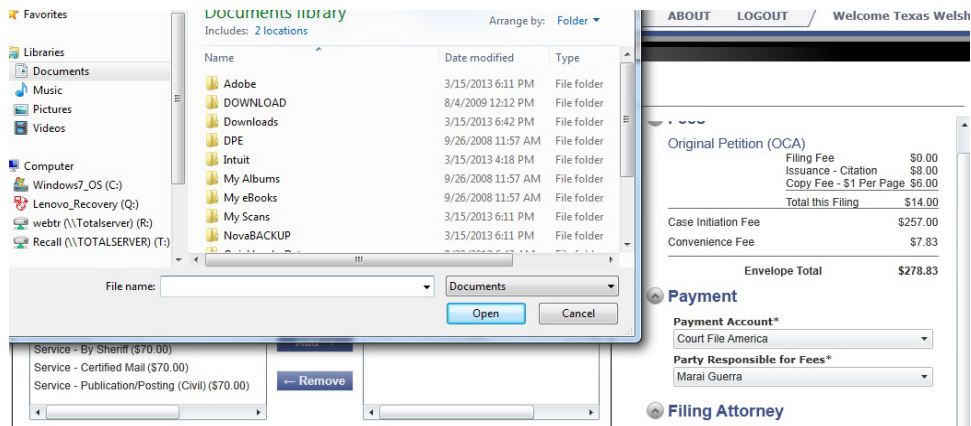 Favorites
Libraries
Documents
Music
Pictures
Videos
Computer
Windows7_OS (C:)
Lenovo_Recovery (Q:)
webtr (\\Totalserver) (R:)
Recall (\\TOTALSERVER) (T:)
Documents library
Includes: 2 locations
Arrange by: Folder
Name Date modified Type
Adobe 3/15/2013 6:11 PM File folder
DOWNLOAD 8/4/2009 12:12 PM File folder
Downloads 3/15/2013 6:42 PM File folder
DPE 9/26/2008 11:57 AM File folder
Intuit 3/15/2013 4:18 PM File folder
My Albums 9/26/2008 11:57 AM File folder
My eBooks 9/26/2008 11:57 AM File folder
My Scans 3/15/2013 6:11 PM File folder
NovaBACKUP 3/15/2013 6:11 PM File folder
File name:
Documents
Open Cancel
Service - By Sheriff ($70.00)
Service - Certified Mail ($70.00)
Service - Publication/Posting (Civil) ($70.00)
← Remove
ABOUT LOGOUT Welcome Texas Welsh
Original Petition (OCA)
Filing Fee $0.00
Issuance - Citation $8.00
Copy Fee - $1 Per Page $6.00
Total this Filing $14.00
Case Initiation Fee $257.00
Convenience Fee $7.83
Envelope Total $278.83
Payment
Payment Account*
Court File America
Party Responsible for Fees*
Marai Guerra
Filing Attorney